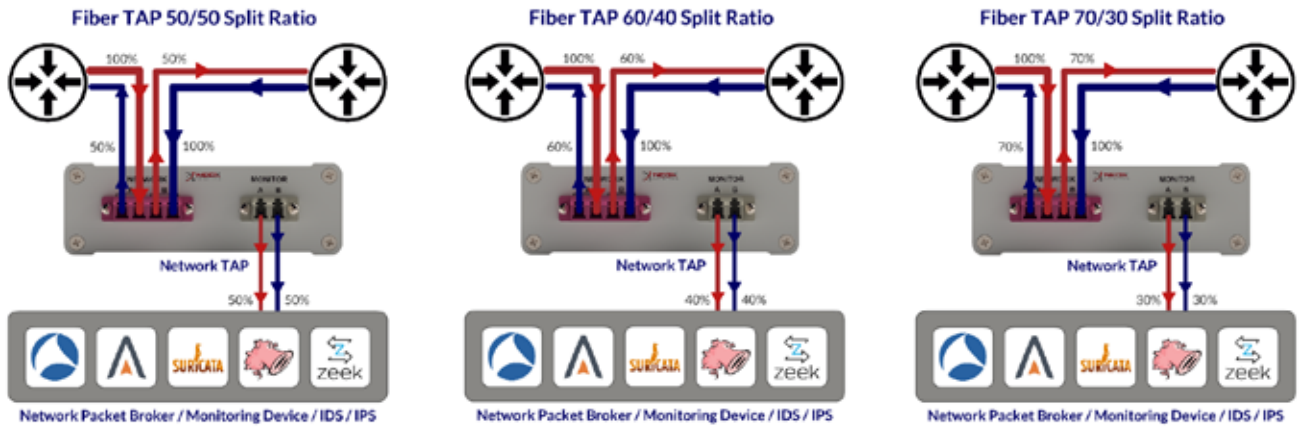 Fiber TAP 50/50 Split Ratio
100%
50%
50%
100%
MONITOR
A B
Network TAP
50%
50%
SURICATA
zeek
Network Packet Broker / Monitoring Device / IDS / IPS
Fiber TAP 60/40 Split Ratio
100%
60%
60%
100%
MONITOR
A
Network TAP
40%
40%
SURICATA
zeek
Network Packet Broker / Monitoring Device / IDS / IPS
Fiber TAP 70/30 Split Ratio
100%
70%
70%
100%
MONITOR
A B
Network TAP
30%
30%
SURICATA
zeek
Network Packet Broker / Monitoring Device / IDS / IPS